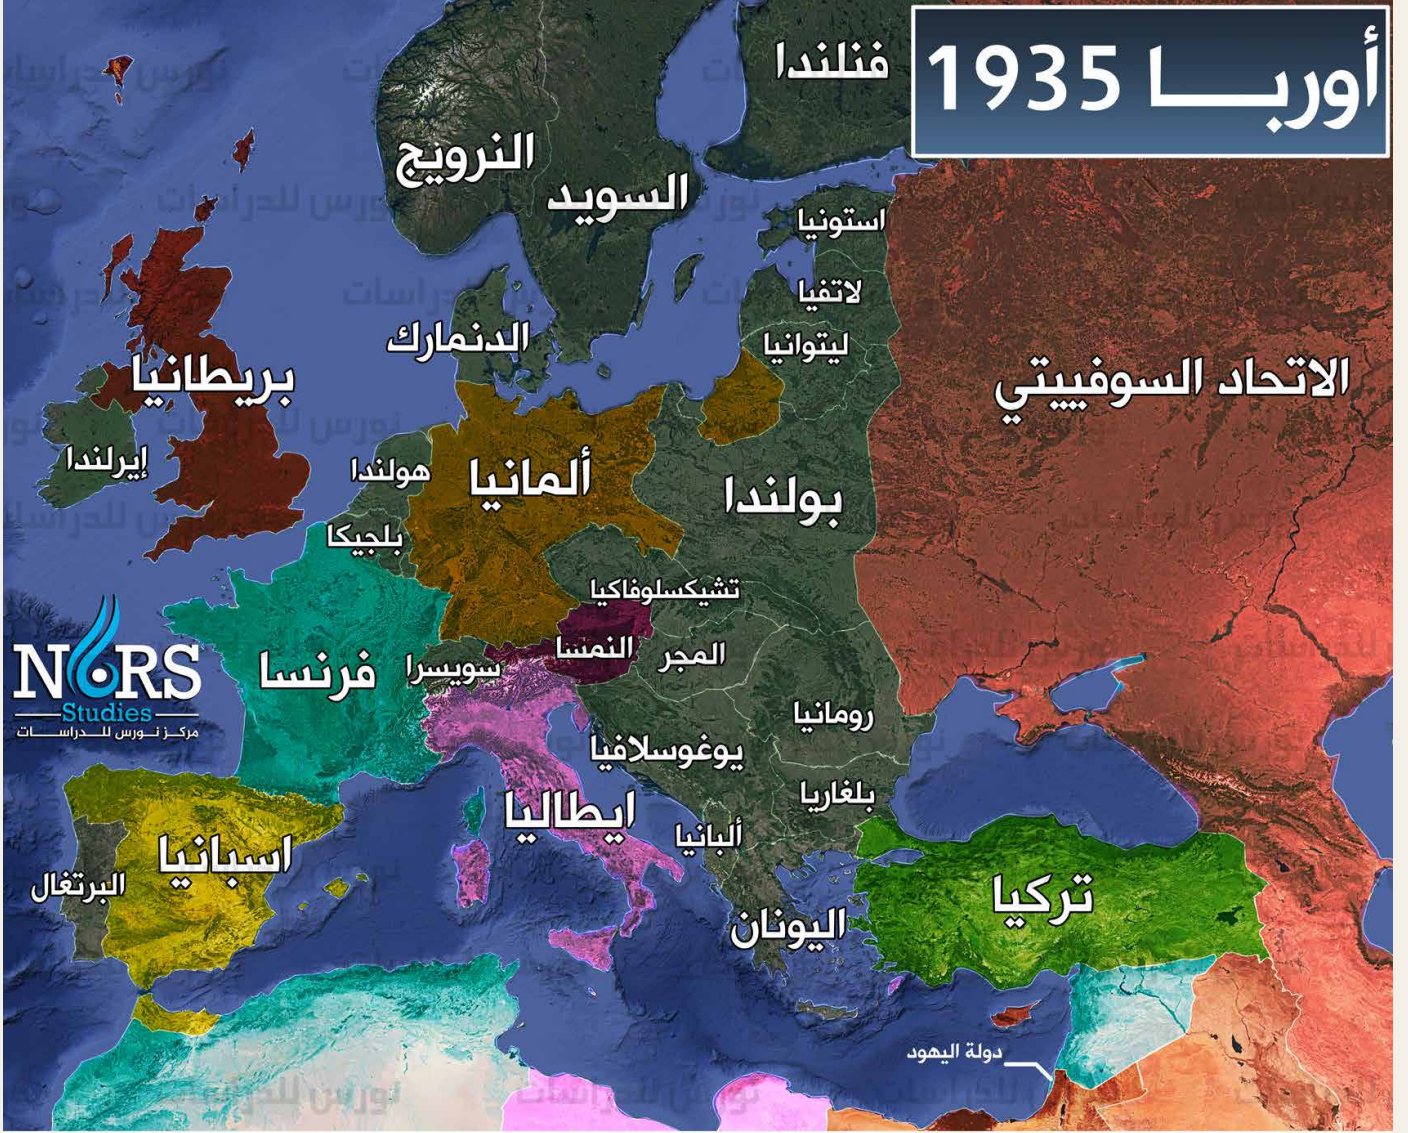 أوربـــا 1935
فنلندا
النرويج
السويد
استونيا
لاتفيا
الدنمارك
ليتوانيا
بريطانيا
الاتحاد السوفييتي
إيرلندا
هولندا
ألمانيا
بولندا
بلجيكا
تشيكسلوفاكيا
النمسا
المجر
فرنسا
سويسرا
NORS
Studies
مركز نورس للدراسات
رومانيا
يوغوسلافيا
بلغاريا
ايطاليا
ألبانيا
اسبانيا
البرتغال
تركيا
اليونان
دولة اليهود
نورس للدراسات